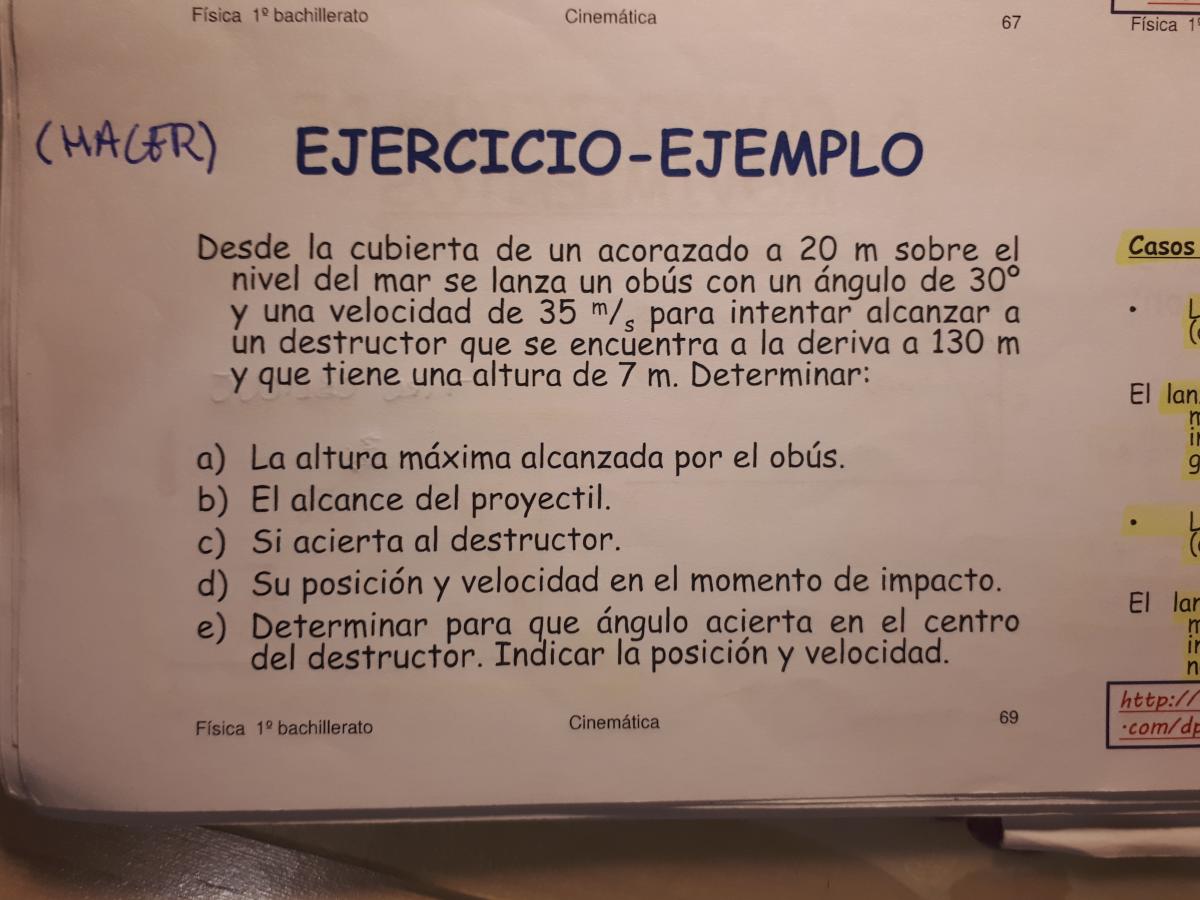 Física 1º bachillerato
Cinemática
67
Física 1º
(HACER)
EJERCICIO-EJEMPLO
Desde la cubierta de un acorazado a 20 m sobre el
nivel del mar se lanza un obús con un ángulo de 30º
y una velocidad de 35 m/s para intentar alcanzar a
un destructor que se encuentra a la deriva a 130 m
y que tiene una altura de 7 m. Determinar:
a) La altura máxima alcanzada por el obús.
b) El alcance del proyectil.
c) Si acierta al destructor.
d) Su posición y velocidad en el momento de impacto.
e) Determinar para que ángulo acierta en el centro
del destructor. Indicar la posición y velocidad.
Física 1º bachillerato
Cinemática
69
Casos
•
El
•
El
http://
.com/dp